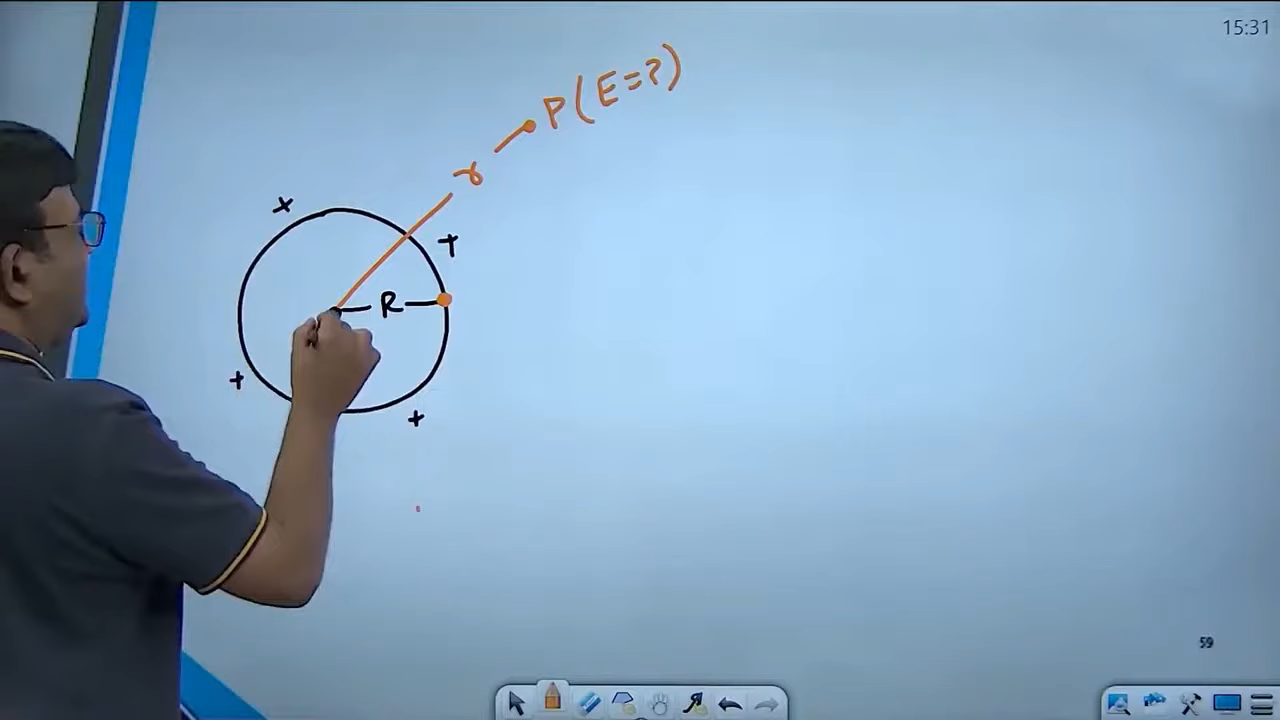 15:31
P(E=?)
r
+
+
R
+
+
59